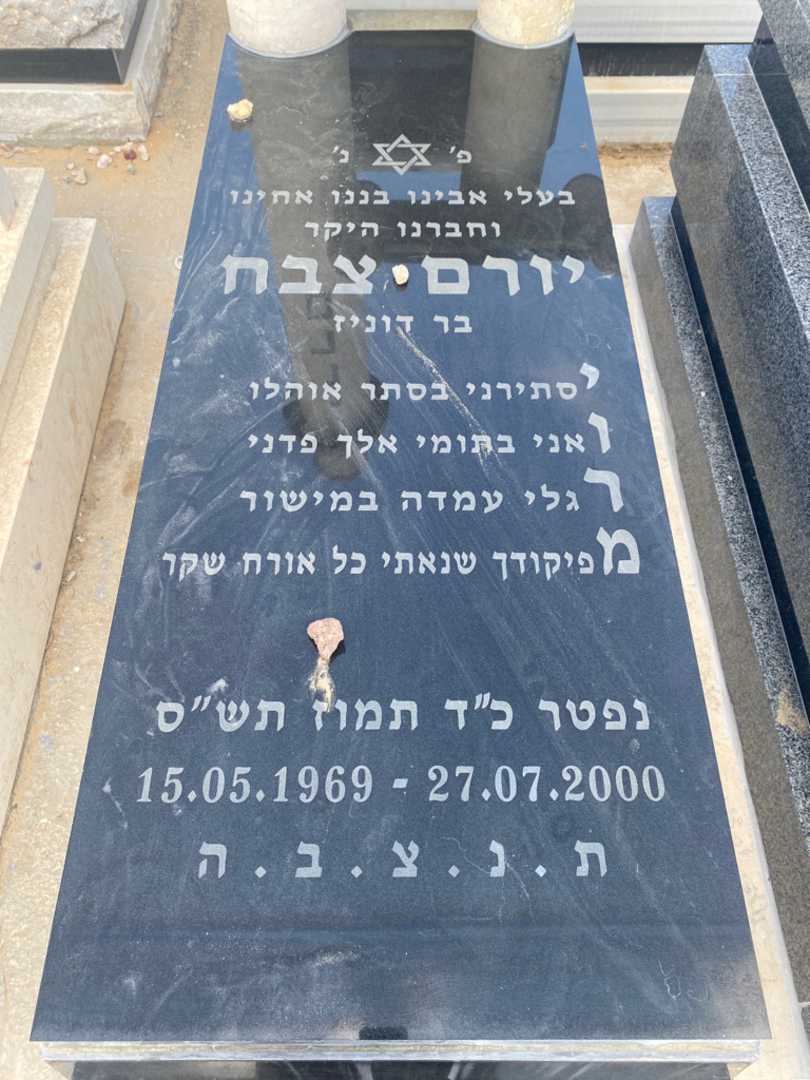 פ' נ'
בעלי אבינו בננו אחינו
וחברנו היקר
יורם צבח
בר דוניז
יסתירני בסתר אוהלו
ואני בתומי אלך פדני
רגלי עמדה במישור
מפיקודך שנאתי כל אורח שקר
נפטר כ"ד תמוז תש"ס
15.05.1969 - 27.07.2000
ת.נ.צ.ב.ה